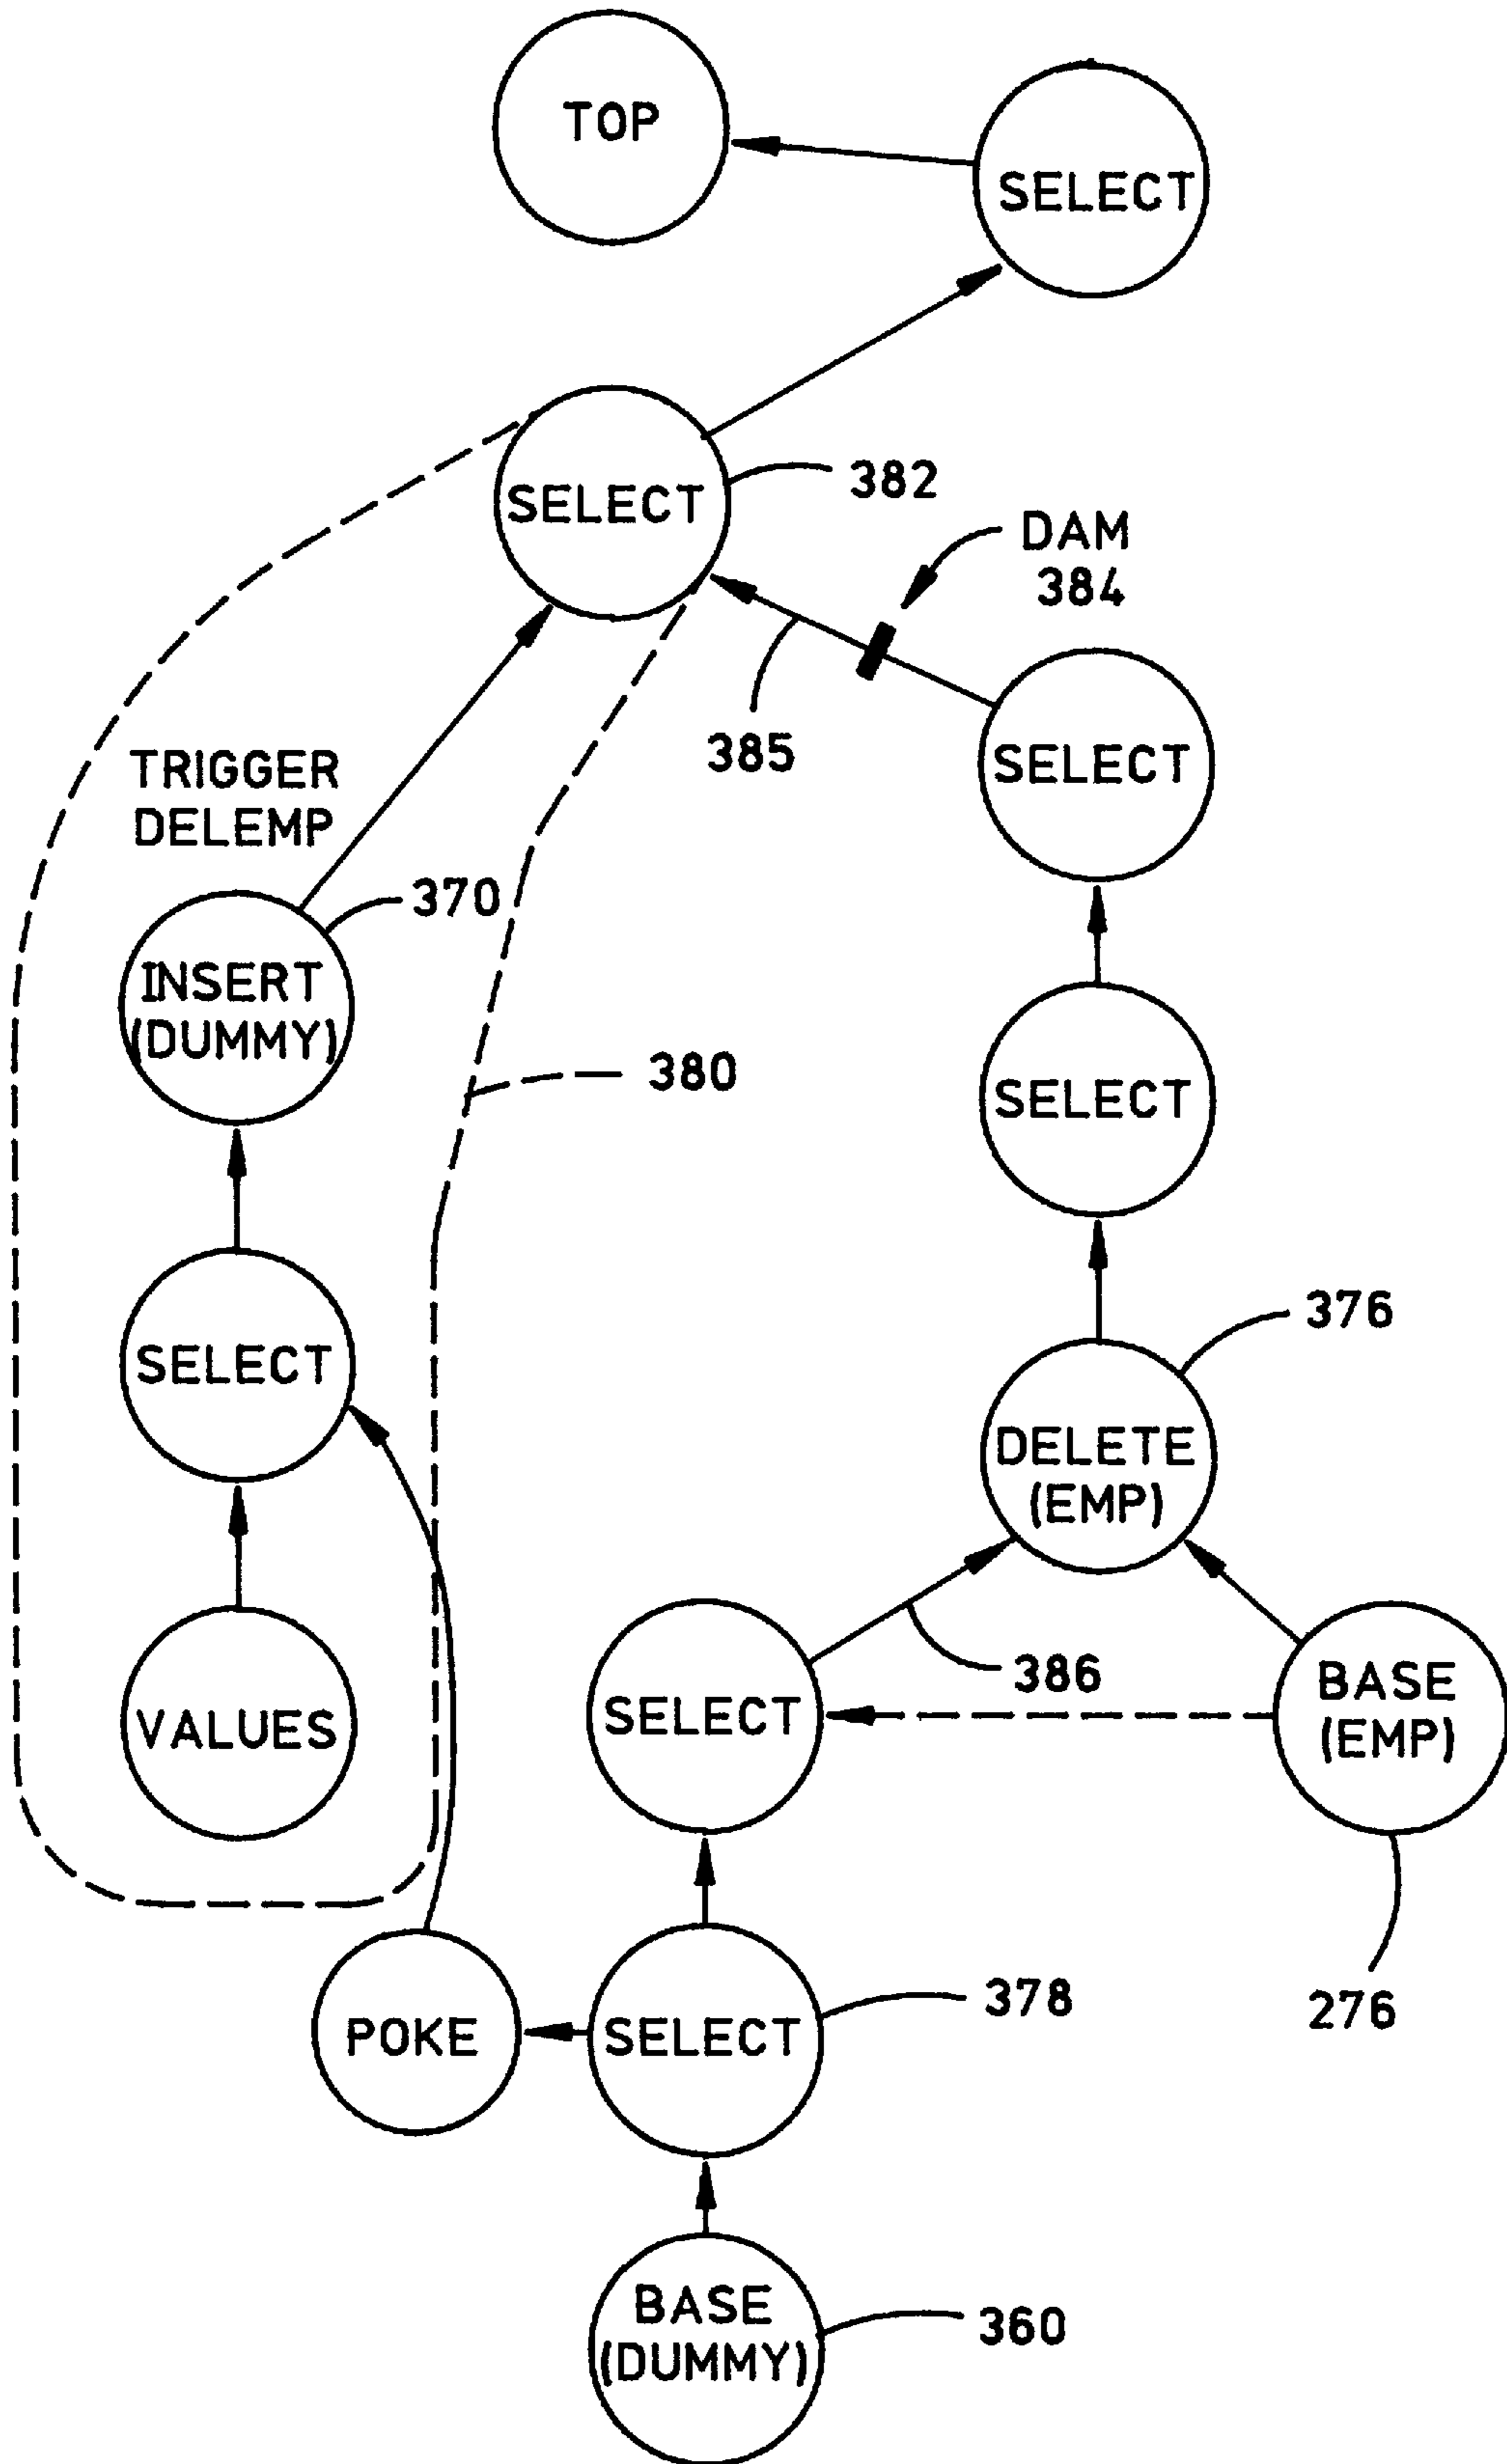 TOP
SELECT
SELECT
382
DAM
384
385
SELECT
TRIGGER
DELEMP
370
INSERT
(DUMMY)
380
SELECT
376
SELECT
DELETE
(EMP)
386
VALUES
SELECT
BASE
(EMP)
378
276
POKE
SELECT
360
BASE
(DUMMY)